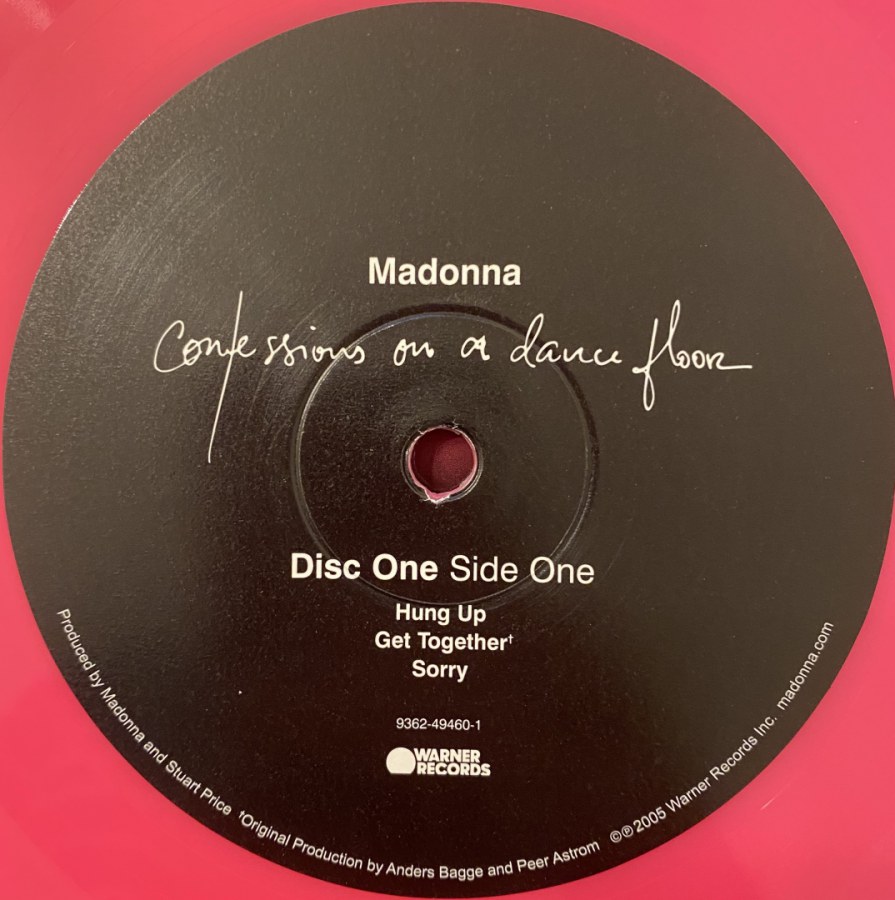 Madonna
Confessions on a dance floor
Disc One Side One
Hung Up
Get Together†
Sorry
9362-49460-1
WARNER
RECORDS
Produced by Madonna and Stuart Price †Original Production by Anders Bagge and Peer Astrom ©℗2005 Warner Records Inc. madonna.com